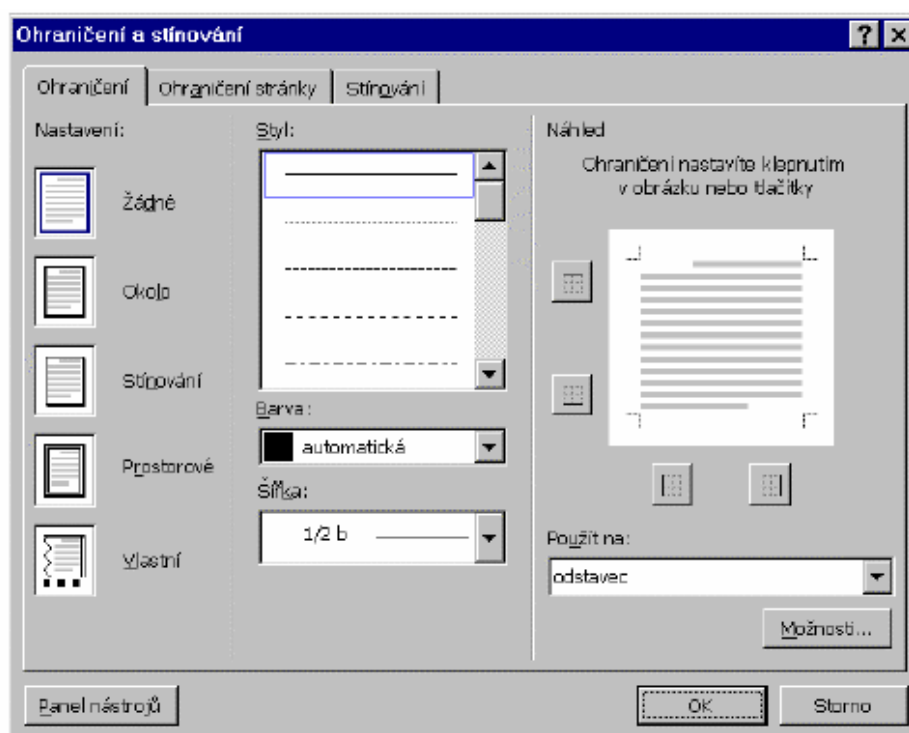 Ohraničení a stínování
Ohraničení
Ohraničení stránky
Stínování
Nastavení:
Žádné
Okolo
Stínování
Prostorové
Vlastní
Styl:
Barva:
automatická
Šířka:
1/2 b
Náhled
Ohraničení nastavíte klepnutím
v obrázku nebo tlačítky
Použít na:
odstavec
Možnosti...
Panel nástrojů
OK
Storno